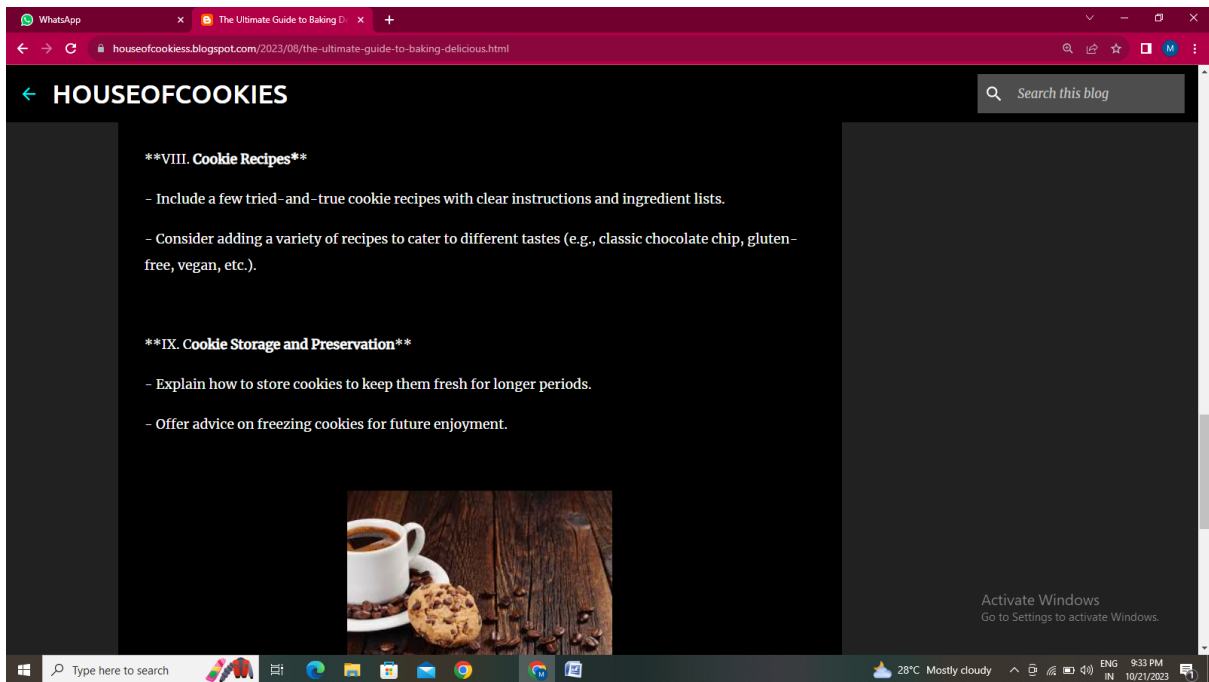 WhatsApp
The Ultimate Guide to Baking D
houseofcookiess.blogspot.com/2023/08/the-ultimate-guide-to-baking-delicious.html
M
HOUSEOFCOOKIES
Search this blog
**VIII. Cookie Recipes**
- Include a few tried-and-true cookie recipes with clear instructions and ingredient lists.
- Consider adding a variety of recipes to cater to different tastes (e.g., classic chocolate chip, gluten-
free, vegan, etc.).
**IX. Cookie Storage and Preservation**
- Explain how to store cookies to keep them fresh for longer periods.
- Offer advice on freezing cookies for future enjoyment.
Activate Windows
Go to Settings to activate Windows.
Type here to search
28°C Mostly cloudy
ENG
IN
9:33 PM
10/21/2023